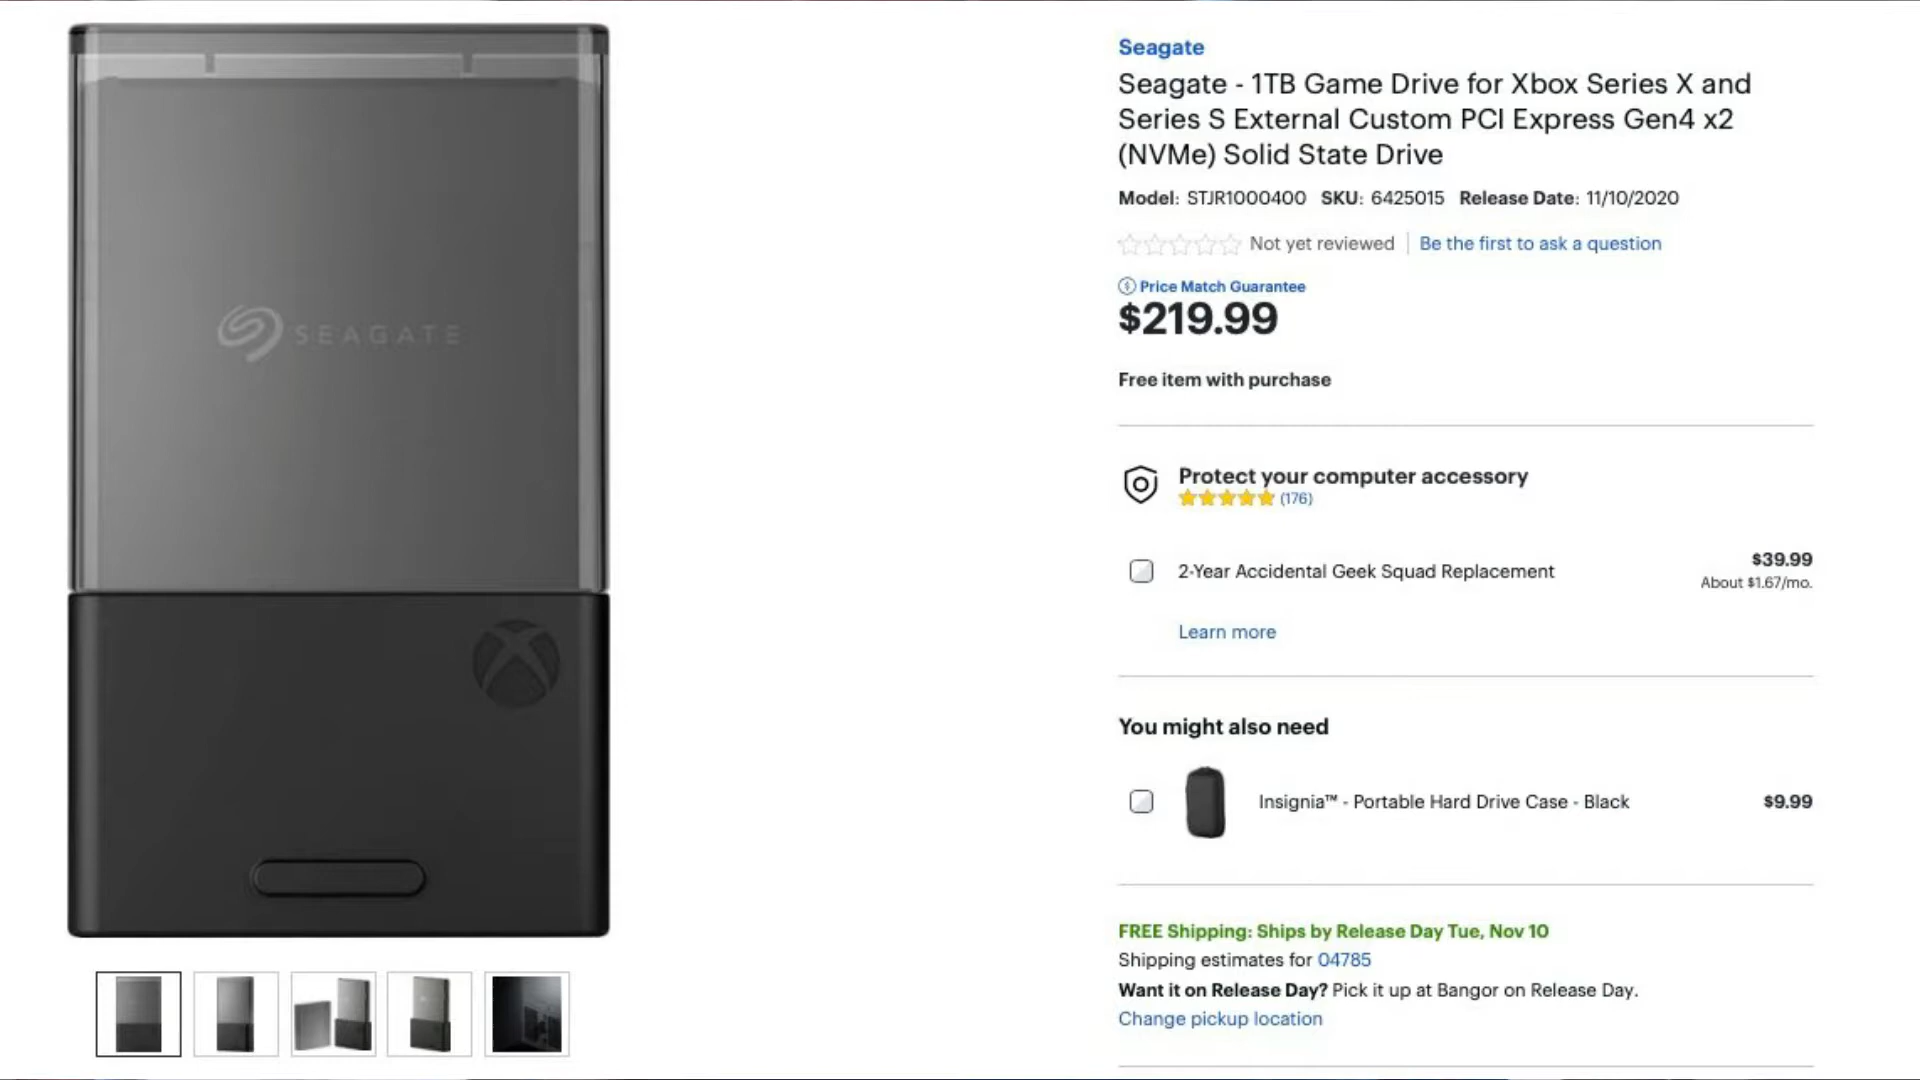 SEAGATE
Seagate
Seagate - 1TB Game Drive for Xbox Series X and
Series S External Custom PCI Express Gen4 x2
(NVMe) Solid State Drive
Model: STJR1000400 SKU: 6425015 Release Date: 11/10/2020
Not yet reviewed Be the first to ask a question
Price Match Guarantee
$219.99
Free item with purchase
Protect your computer accessory
(176)
2-Year Accidental Geek Squad Replacement
$39.99
About $1.67/mo.
Learn more
You might also need
Insignia™ - Portable Hard Drive Case - Black $9.99
FREE Shipping: Ships by Release Day Tue, Nov 10
Shipping estimates for 04785
Want it on Release Day? Pick it up at Bangor on Release Day.
Change pickup location